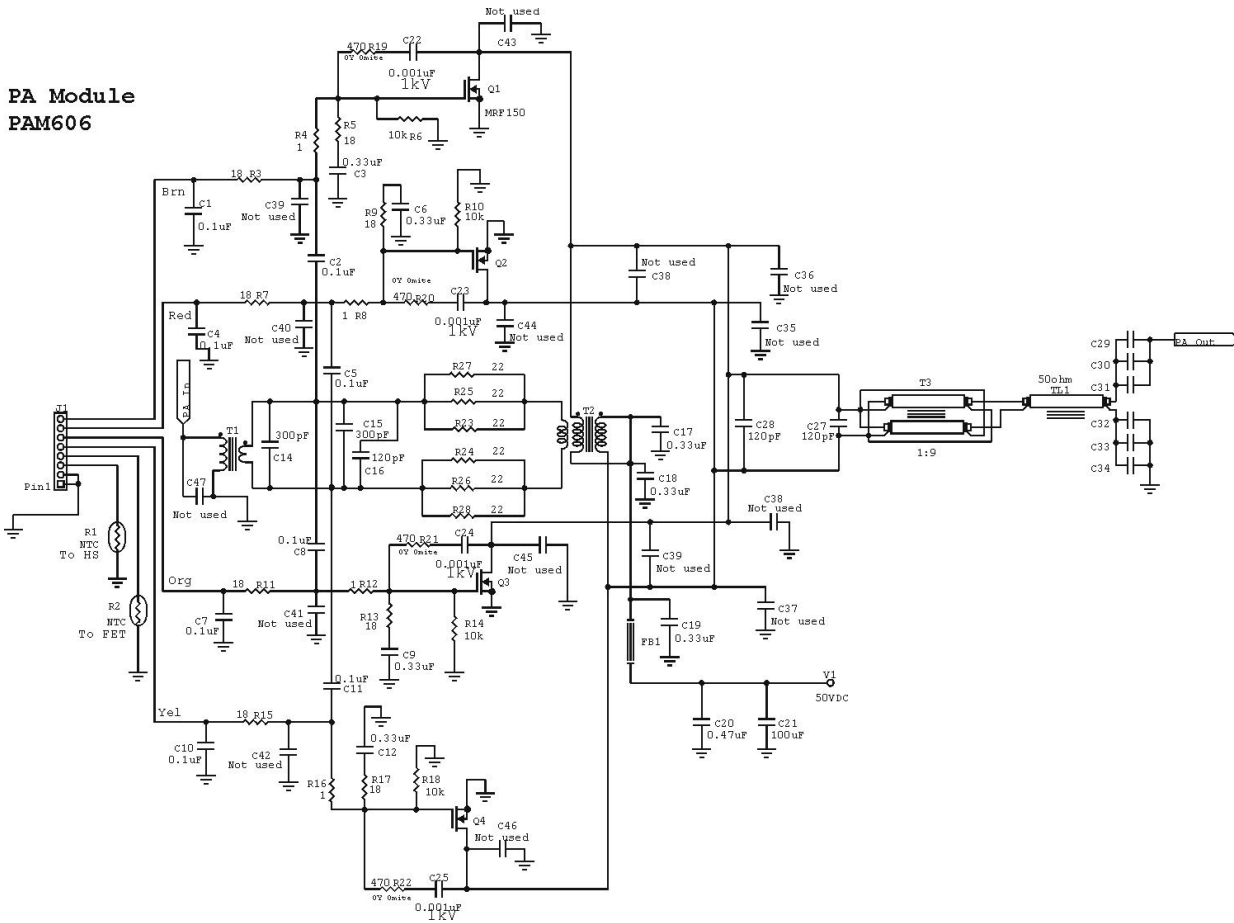 PA Module
PAM606
Not used
C43
470 R19
OY Omite
C22
0.001uF
1kV
Q1
MRF150
R4
1
R5
18
10k R6
0.33uF
C3
18 R3
Brn
C1
0.1uF
C39
Not used
R9
18
C6
0.33uF
R10
10k
C2
0.1uF
Q2
OY Omite
470 R20
C23
0.001uF
1kV
Not used
C38
C36
Not used
18 R7
Red
C4
0.1uF
C40
Not used
1 R8
C44
Not used
C35
Not used
C5
0.1uF
R27 22
R25 22
R23 22
R24 22
R26 22
R28 22
PA In
J1
Pin1
T1
300pF
C14
C15
300pF
120pF
C16
C47
Not used
T2
C17
0.33uF
C18
0.33uF
C28
120pF
C27
120pF
T3
1:9
50ohm
TL1
C29
C30
C31
C32
C33
C34
PA Out
R1
NTC
To HS
R2
NTC
To FET
0.1uF
C8
470 R21
OY Omite
C24
0.001uF
1kV
C45
Not used
Q3
C38
Not used
C39
Not used
C37
Not used
Org
18 R11
C7
0.1uF
C41
Not used
1 R12
R13
18
C9
0.33uF
R14
10k
FB1
C19
0.33uF
V1
50VDC
C20
0.47uF
C21
100uF
0.1uF
C11
Yel
18 R15
C10
0.1uF
C42
Not used
R16
1
0.33uF
C12
R17
18
R18
10k
Q4
C46
Not used
470 R22
OY Omite
C25
0.001uF
1kV